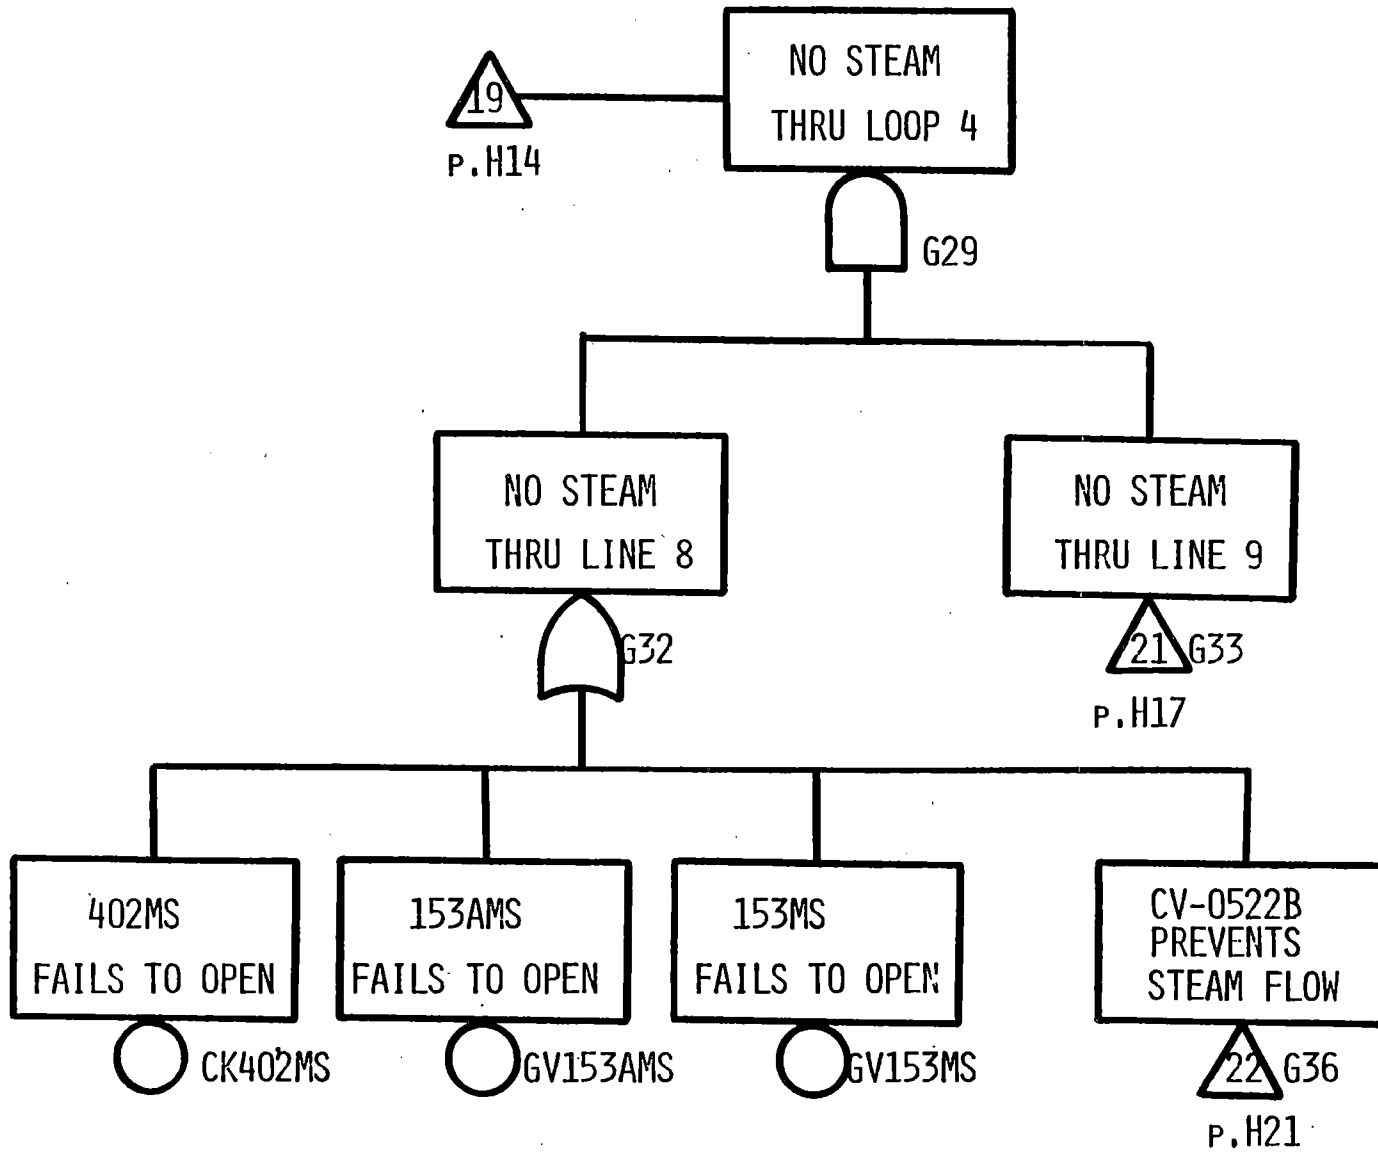 NO STEAM
THRU LOOP 4
19
P.H14
G29
NO STEAM
THRU LINE 8
NO STEAM
THRU LINE 9
G32
21 G33
P.H17
402MS
FAILS TO OPEN
153AMS
FAILS TO OPEN
153MS
FAILS TO OPEN
CV-0522B
PREVENTS
STEAM FLOW
CK402MS
GV153AMS
GV153MS
22 G36
P.H21